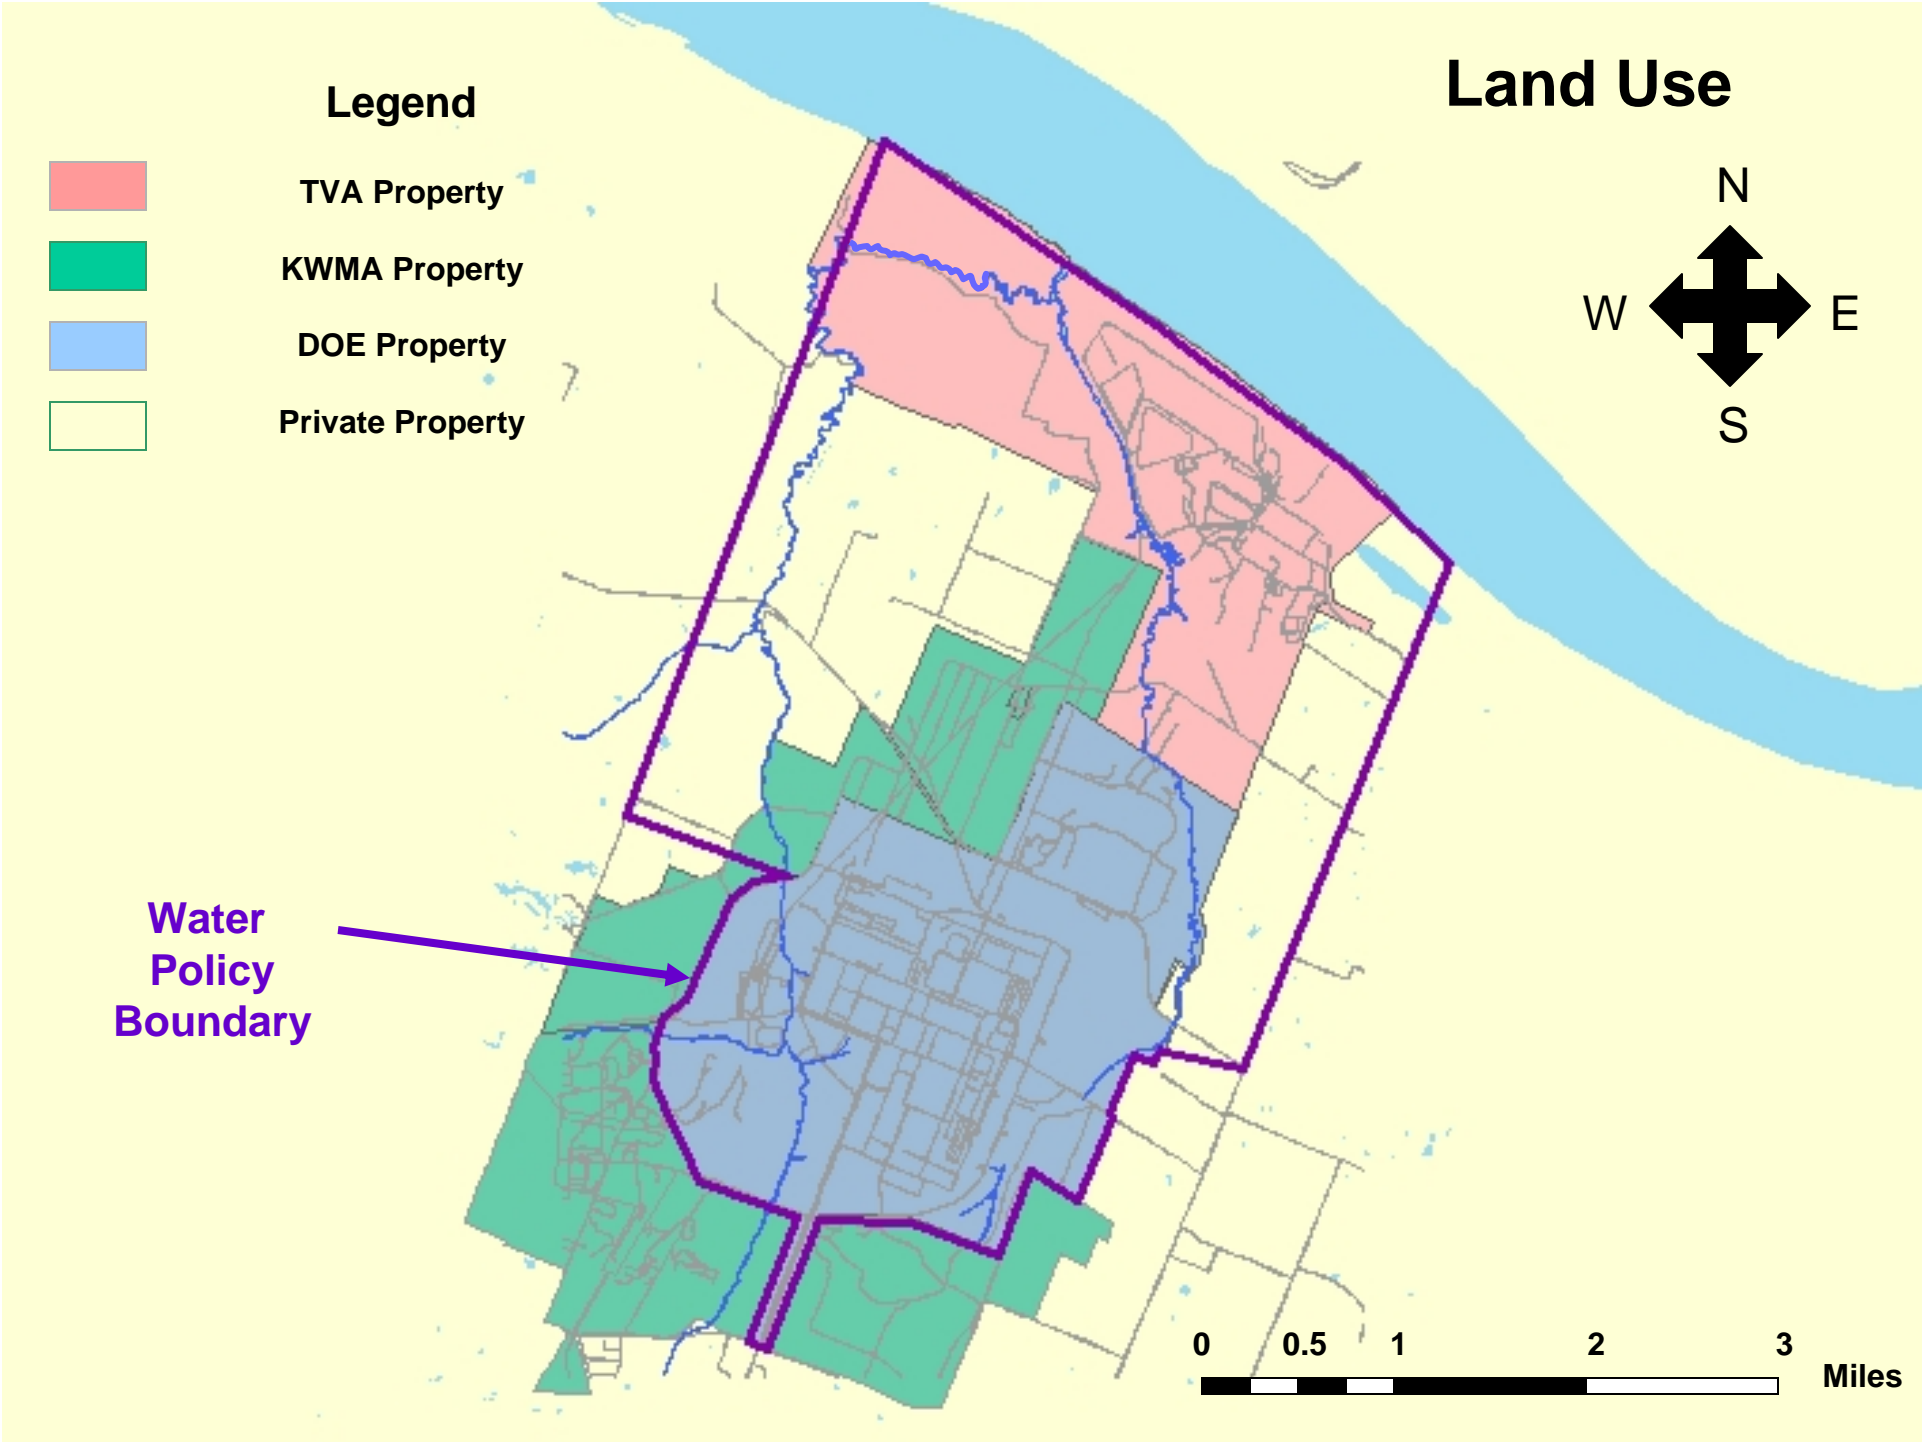 Land Use
Legend
TVA Property
KWMA Property
DOE Property
Private Property
N
W
E
S
Water
Policy
Boundary
0 0.5 1 2 3
Miles